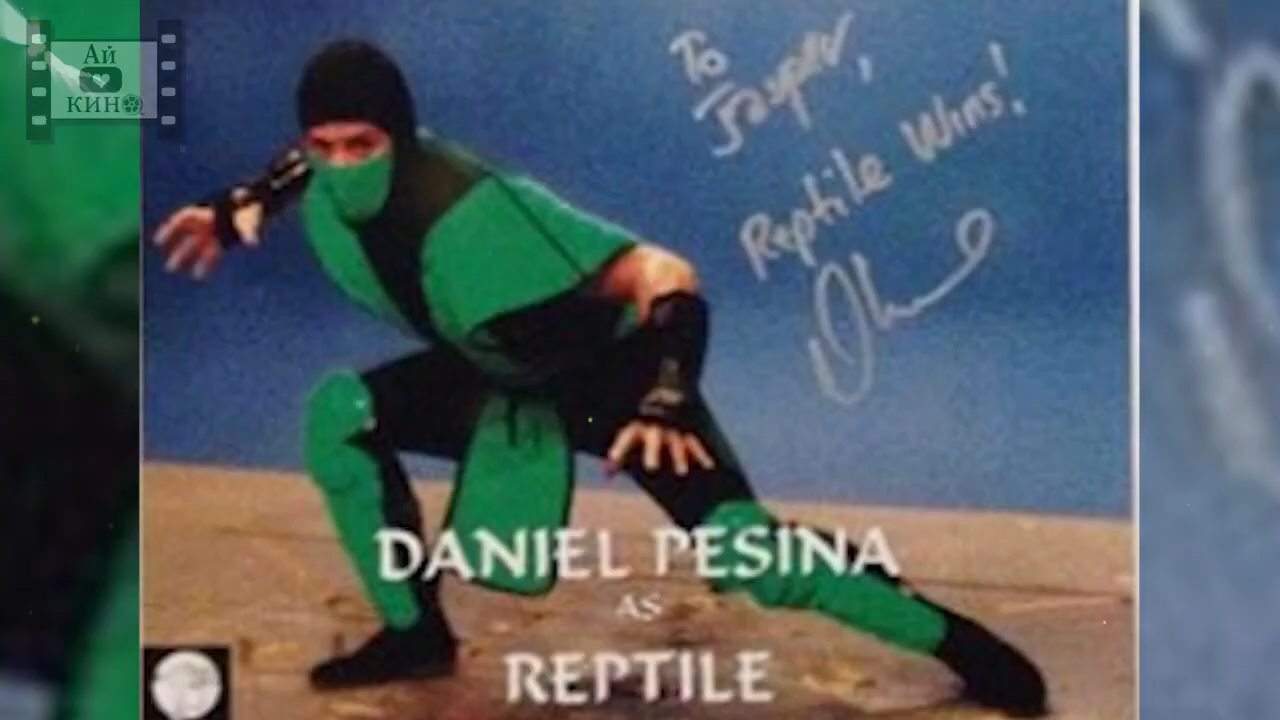 Ай
КИНО
To
Jasper,
Reptile Wins!
DANIEL PESINA
AS
REPTILE